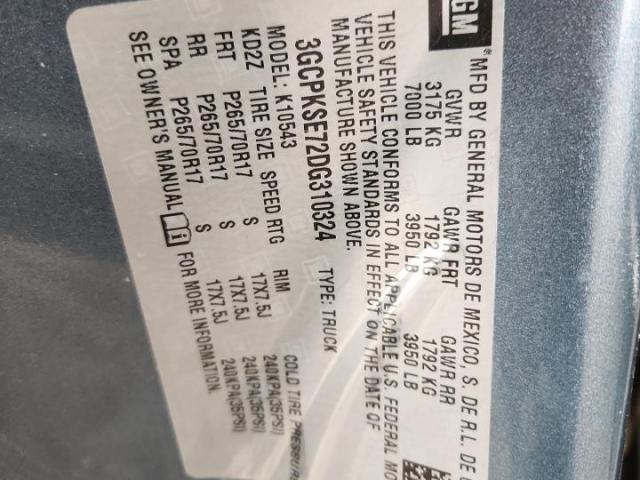 GM
MFD BY GENERAL MOTORS DE MEXICO, S. DE R.L. DE
GVWR GAWR FRT GAWR RR
3175 KG 1792 KG 1792 KG
7000 LB 3950 LB 3950 LB
THIS VEHICLE CONFORMS TO ALL APPLICABLE U.S. FEDERAL MO
VEHICLE SAFETY STANDARDS IN EFFECT ON THE DATE OF
MANUFACTURE SHOWN ABOVE.
3GCPKSE72DG310324 TYPE: TRUCK
MODEL: K10543
KD2Z TIRE SIZE SPEED RTG RIM COLD TIRE PRESSURE
FRT P265/70R17 S 17X7.5J 240KPA(35PSI)
RR P265/70R17 S 17X7.5J 240KPA(35PSI)
SPA P265/70R17 S 17X7.5J 240KPA(35PSI)
SEE OWNER'S MANUAL FOR MORE INFORMATION.